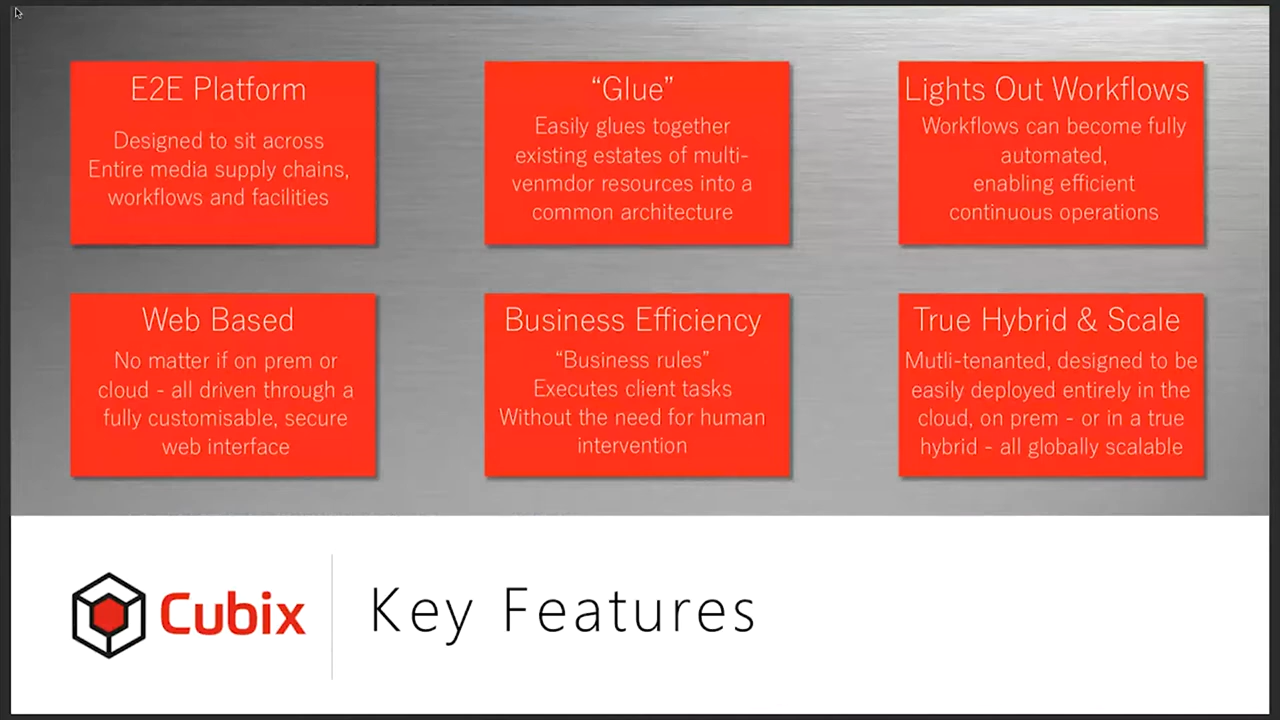 E2E Platform
Designed to sit across
Entire media supply chains,
workflows and facilities
“Glue”
Easily glues together
existing estates of multi-
venmdor resources into a
common architecture
Lights Out Workflows
Workflows can become fully
automated,
enabling efficient
continuous operations
Web Based
No matter if on prem or
cloud - all driven through a
fully customisable, secure
web interface
Business Efficiency
“Business rules”
Executes client tasks
Without the need for human
intervention
True Hybrid & Scale
Mutli-tenanted, designed to be
easily deployed entirely in the
cloud, on prem - or in a true
hybrid - all globally scalable
Cubix
Key Features